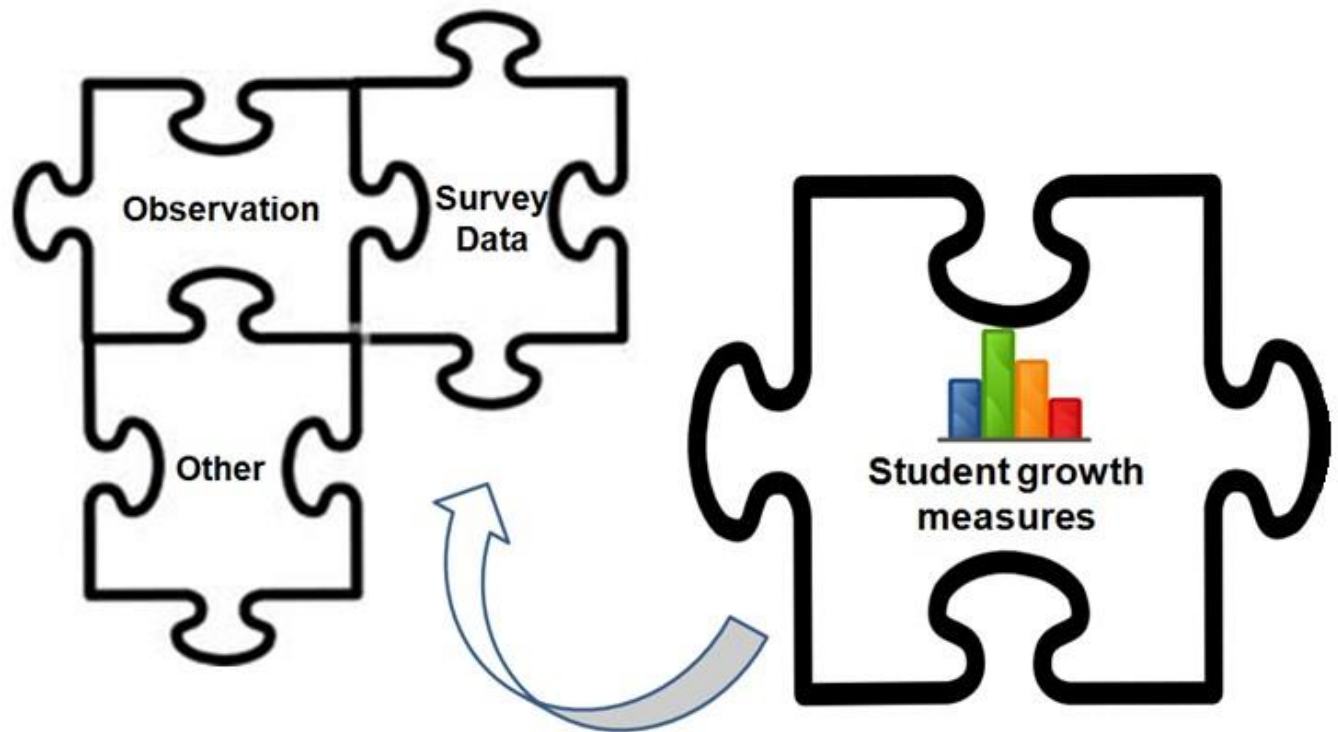 Observation
Survey
Data
Other
Student growth
measures